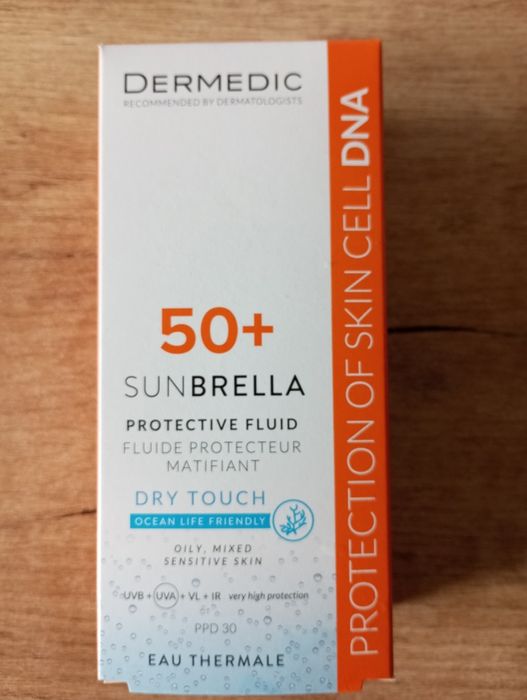 DERMEDIC
RECOMMENDED BY DERMATOLOGISTS
50+
SUNBRELLA
PROTECTIVE FLUID
FLUIDE PROTECTEUR
MATIFIANT
DRY TOUCH
OCEAN LIFE FRIENDLY
OILY, MIXED
SENSITIVE SKIN
UVB + UVA + VL + IR very high protection
PPD 30
EAU THERMALE
PROTECTION OF SKIN CELL DNA